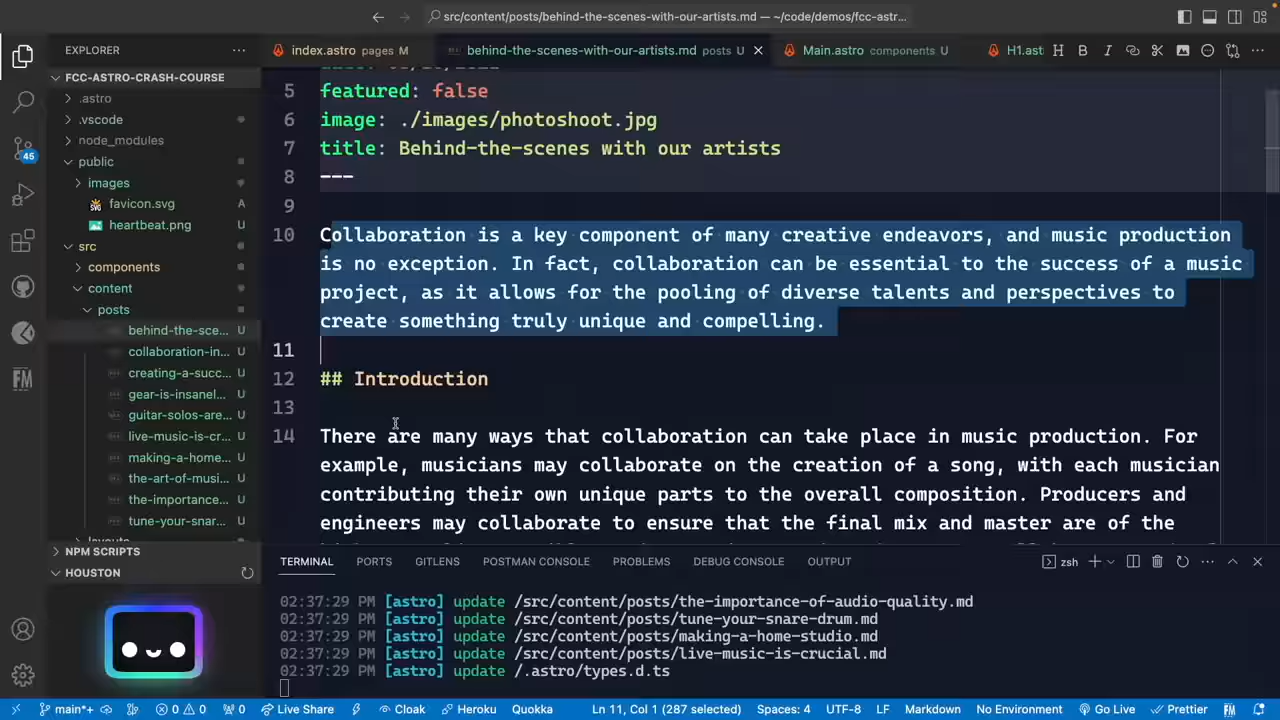 src/content/posts/behind-the-scenes-with-our-artists.md — ~/code/demos/fcc-astr...
EXPLORER
index.astro pages M
behind-the-scenes-with-our-artists.md posts U
Main.astro components U
H1.ast
FCC-ASTRO-CRASH-COURSE
.astro
.vscode
node_modules
public
images
favicon.svg A
heartbeat.png U
src
components
content
posts
behind-the-sce... U
collaboration-in... U
creating-a-succ... U
gear-is-insanel... U
guitar-solos-are... U
live-music-is-cr... U
making-a-home... U
the-art-of-musi... U
the-importance... U
tune-your-snar... U
NPM SCRIPTS
HOUSTON
45
FM
5 featured: false
6 image: ./images/photoshoot.jpg
7 title: Behind-the-scenes with our artists
8 ---
9
10 Collaboration is a key component of many creative endeavors, and music production
is no exception. In fact, collaboration can be essential to the success of a music
project, as it allows for the pooling of diverse talents and perspectives to
create something truly unique and compelling.
11
12 ## Introduction
13
14 There are many ways that collaboration can take place in music production. For
example, musicians may collaborate on the creation of a song, with each musician
contributing their own unique parts to the overall composition. Producers and
engineers may collaborate to ensure that the final mix and master are of the
TERMINAL PORTS GITLENS POSTMAN CONSOLE PROBLEMS DEBUG CONSOLE OUTPUT
zsh
02:37:29 PM [astro] update /src/content/posts/the-importance-of-audio-quality.md
02:37:29 PM [astro] update /src/content/posts/tune-your-snare-drum.md
02:37:29 PM [astro] update /src/content/posts/making-a-home-studio.md
02:37:29 PM [astro] update /src/content/posts/live-music-is-crucial.md
02:37:29 PM [astro] update /.astro/types.d.ts
main*+ 0 0 0 Live Share Cloak Heroku Quokka Ln 11, Col 1 (287 selected) Spaces: 4 UTF-8 LF Markdown No Environment Go Live Prettier FM